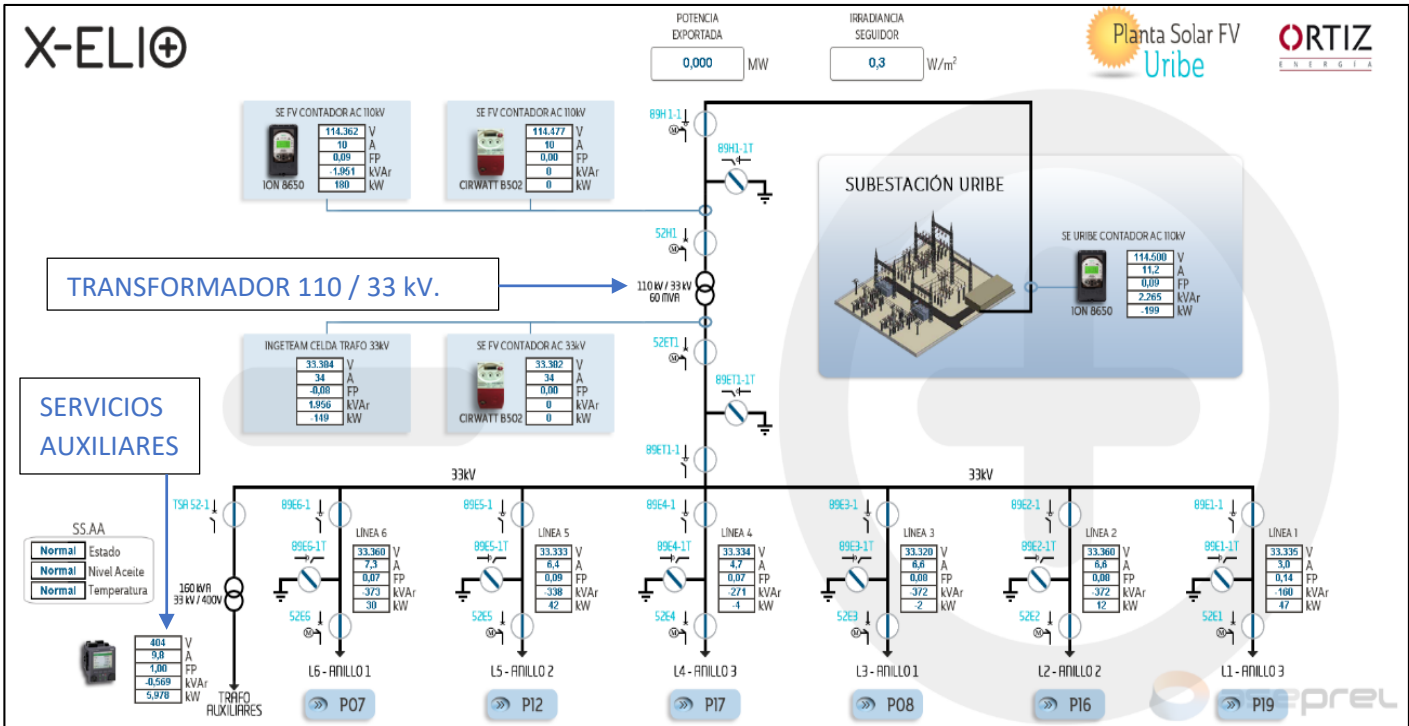 X-ELIO
POTENCIA
EXPORTADA
0,000 MW
IRRADIANCIA
SEGUIDOR
0,3 W/m²
Planta Solar FV
Uribe
ORTIZ
ENERGÍA
SE FV CONTADOR AC 110kV
114.362 V
10 A
0,09 FP
-1.951 kVAr
180 kW
ION 8650
SE FV CONTADOR AC 110kV
114.477 V
10 A
0,00 FP
0 kVAr
0 kW
CIRWATT B502
89H1-1
M
89H1-1T
52H1
M
TRANSFORMADOR 110 / 33 kV.
110 kV / 33 kV
60 MVA
SUBESTACIÓN URIBE
SE URIBE CONTADOR AC 110kV
114.500 V
11,2 A
0,09 FP
2.265 kVAr
-199 kW
ION 8650
INGETEAM CELDA TRAFO 33kV
33.384 V
34 A
-0,08 FP
1.956 kVAr
-149 kW
SE FV CONTADOR AC 33kV
33.382 V
34 A
0,00 FP
0 kVAr
0 kW
CIRWATT B502
52ET1
M
89ET1-1T
89ET1-1
SERVICIOS
AUXILIARES
33kV
33kV
TSA 52-1
SS.AA
Normal Estado
Normal Nivel Aceite
Normal Temperatura
160 kVA
33 kV / 400V
404 V
9,8 A
1,00 FP
-0,569 kVAr
5,978 kW
TRAFO
AUXILIARES
89E6-1
89E6-1T
LÍNEA 6
33.360 V
7,3 A
0,07 FP
-373 kVAr
30 kW
52E6
M
L6 - ANILLO 1
P07
89E5-1
89E5-1T
LÍNEA 5
33.333 V
6,4 A
0,09 FP
-338 kVAr
42 kW
52E5
M
L5 - ANILLO 2
P12
89E4-1
89E4-1T
LÍNEA 4
33.334 V
4,7 A
0,07 FP
-271 kVAr
-4 kW
52E4
M
L4 - ANILLO 3
P17
89E3-1
89E3-1T
LÍNEA 3
33.320 V
6,6 A
0,00 FP
-372 kVAr
-2 kW
52E3
M
L3 - ANILLO 1
P08
89E2-1
89E2-1T
LÍNEA 2
33.360 V
6,6 A
0,00 FP
-372 kVAr
12 kW
52E2
M
L2 - ANILLO 2
P16
89E1-1
89E1-1T
LÍNEA 1
33.335 V
3,0 A
0,14 FP
-160 kVAr
47 kW
52E1
M
L1 - ANILLO 3
P19
aseprel